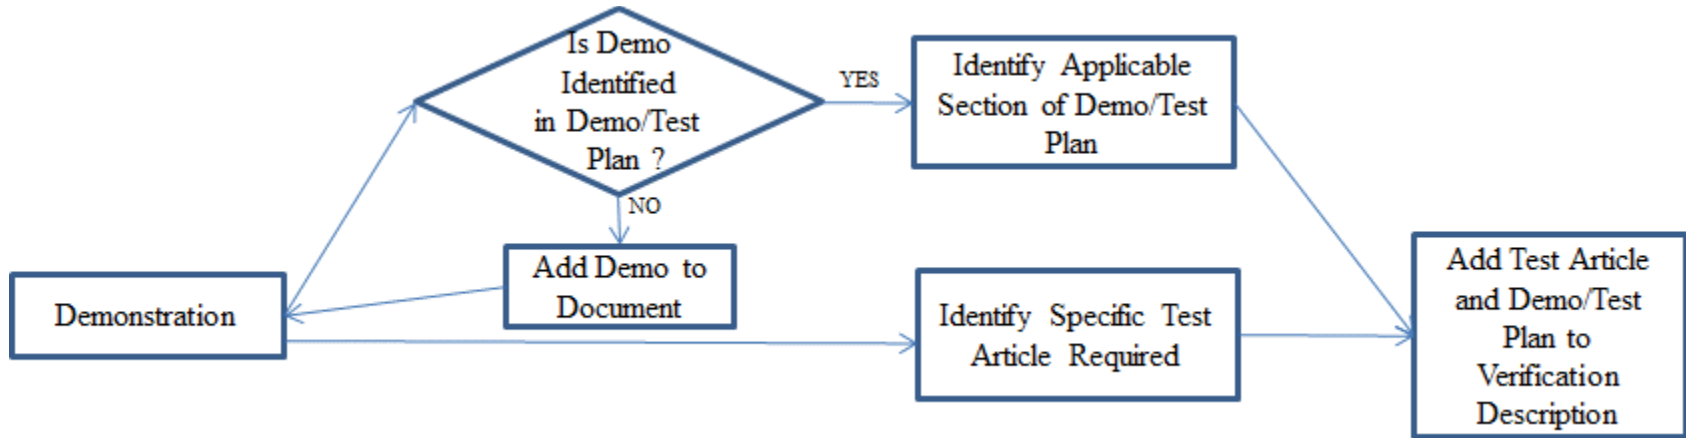 Is Demo
Identified
in Demo/Test
Plan ?
YES
Identify Applicable
Section of Demo/Test
Plan
NO
Add Demo to
Document
Demonstration
Identify Specific Test
Article Required
Add Test Article
and Demo/Test
Plan to
Verification
Description